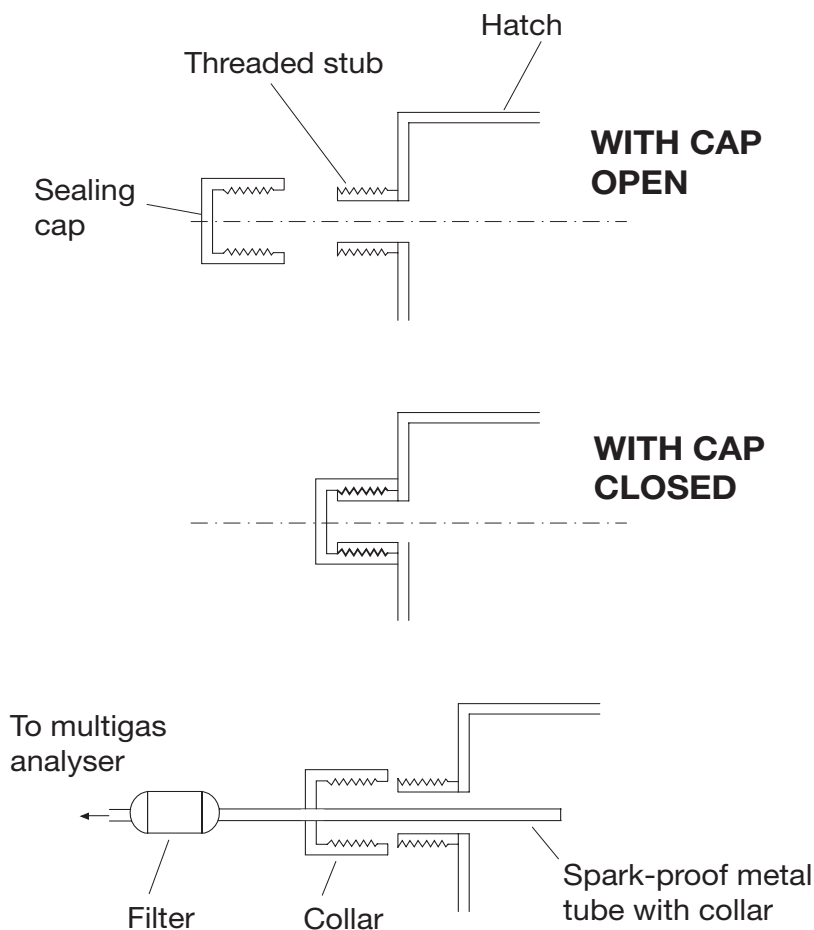 Hatch
Threaded stub
WITH CAP
OPEN
Sealing
cap
WITH CAP
CLOSED
To multigas
analyser
Spark-proof metal
tube with collar
Filter
Collar